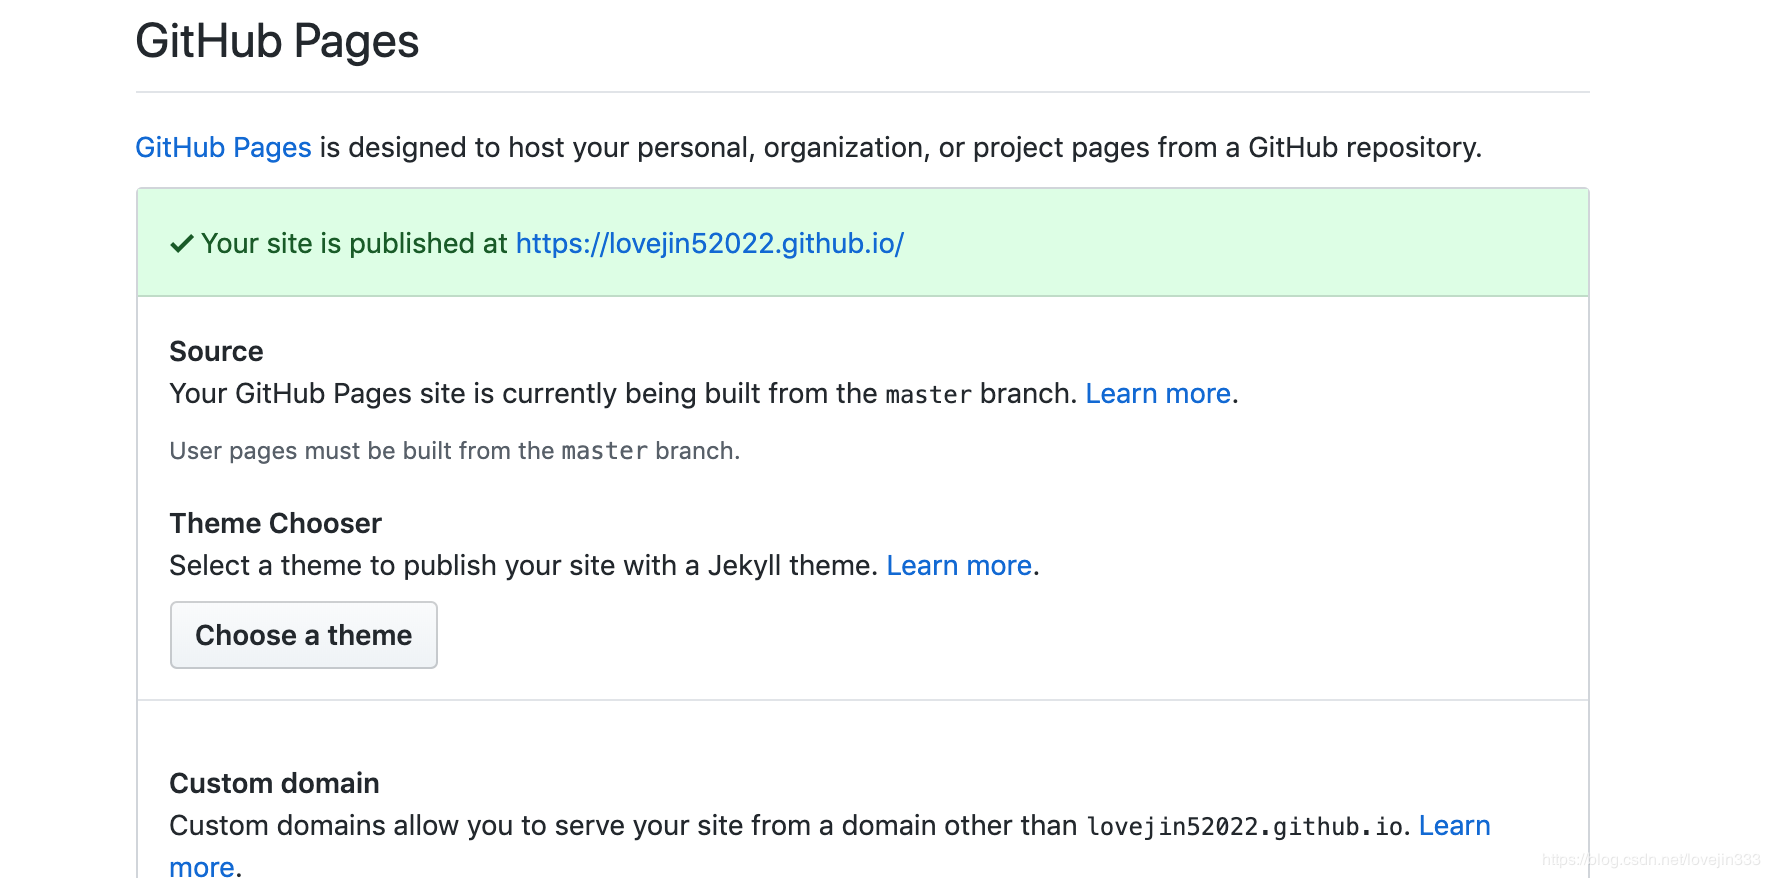 GitHub Pages
GitHub Pages is designed to host your personal, organization, or project pages from a GitHub repository.
✓ Your site is published at https://lovejin52022.github.io/
Source
Your GitHub Pages site is currently being built from the master branch. Learn more.
User pages must be built from the master branch.
Theme Chooser
Select a theme to publish your site with a Jekyll theme. Learn more.
Choose a theme
Custom domain
Custom domains allow you to serve your site from a domain other than lovejin52022.github.io. Learn
more.
https://blog.csdn.net/lovejin333